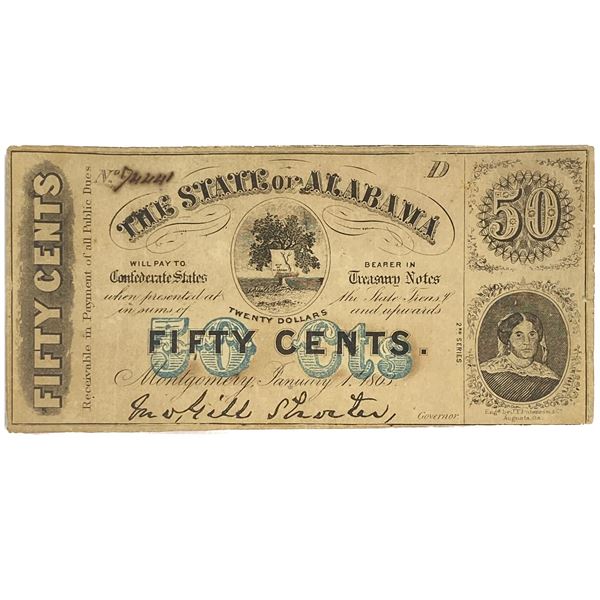 FIFTY CENTS
Receivable in Payment of all Public Dues
No.
D
THE STATE OF ALABAMA
WILL PAY TO BEARER IN
Confederate States Treasury Notes
when presented at the State Treasy
in sums of TWENTY DOLLARS and upwards
50 Cts
FIFTY CENTS.
Montgomery, January 1. 1863.
Jno. Gill Shorter,
Governor.
50
2ND SERIES
Engd. by J.T. Paterson & Co.
Augusta, Ga.